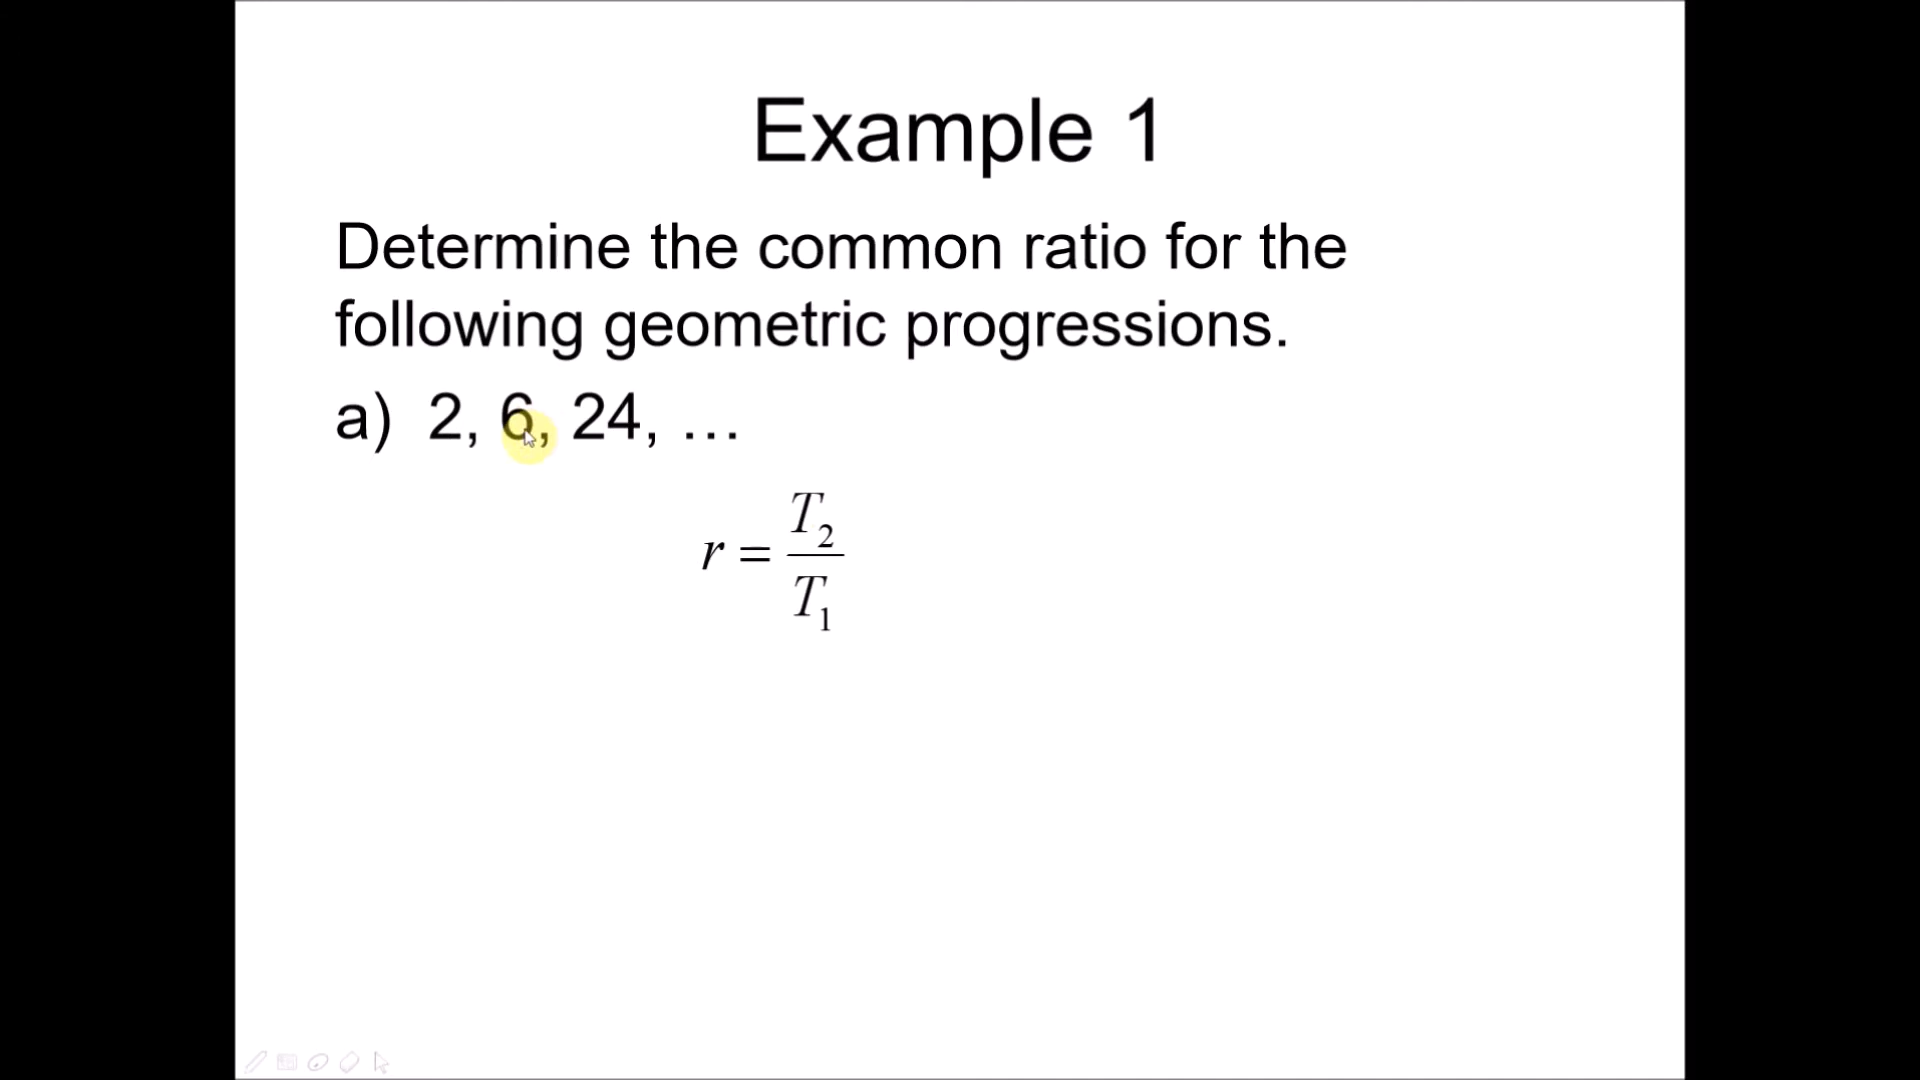 Example 1
Determine the common ratio for the
following geometric progressions.
a) 2, 6, 24, …
r = T₂/T₁